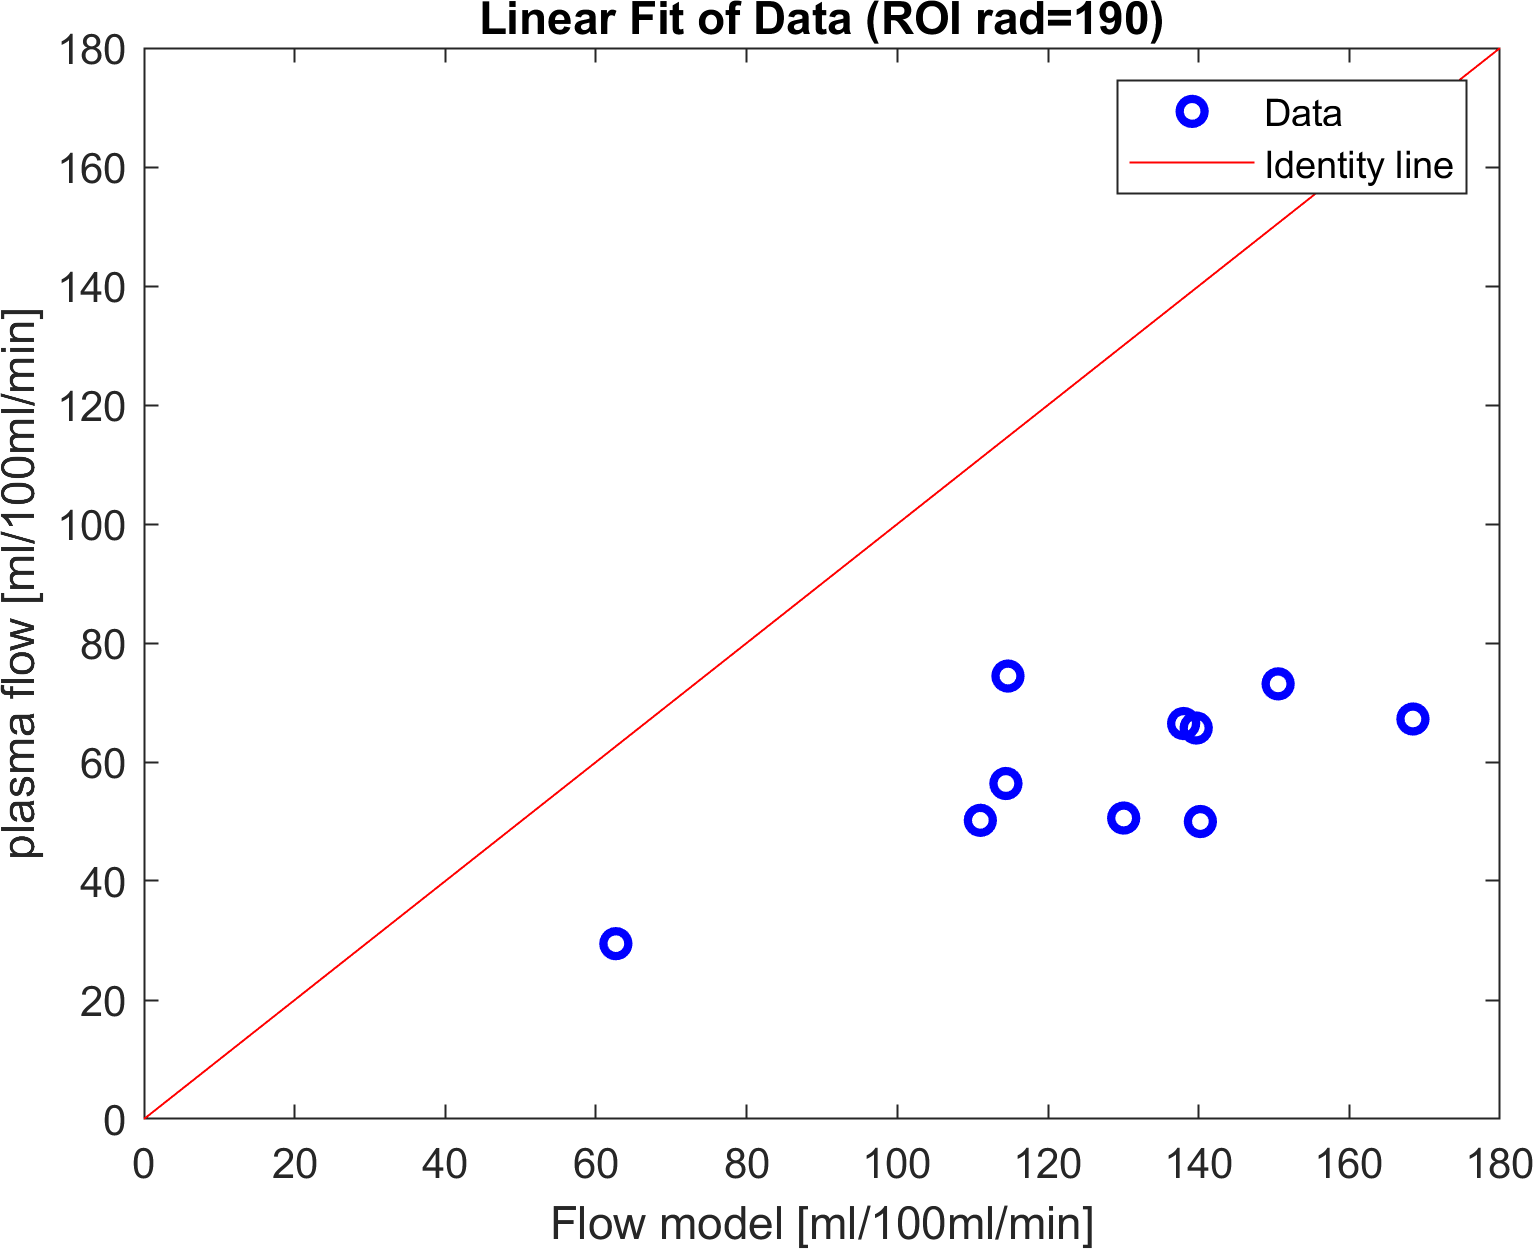 Linear Fit of Data (ROI rad=190)
180
160
140
120
100
80
60
40
20
0
plasma flow [ml/100ml/min]
Data
Identity line
0 20 40 60 80 100 120 140 160 180
Flow model [ml/100ml/min]